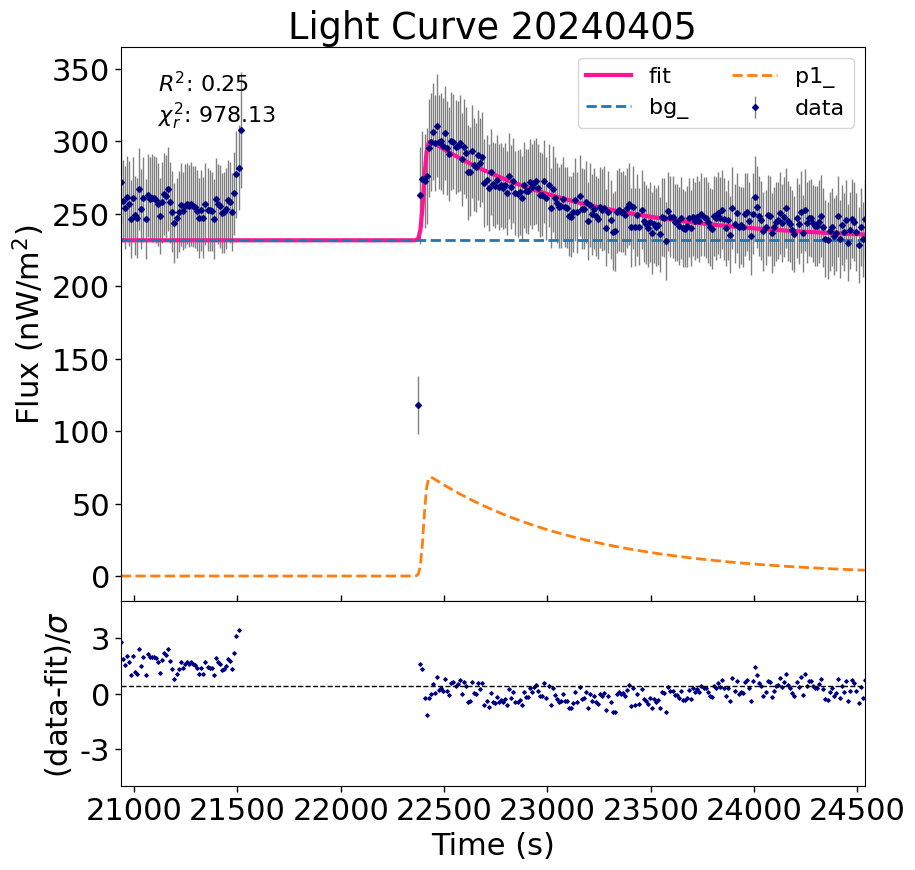 Light Curve 20240405
R²: 0.25
χ²ᵣ: 978.13
fit
bg_
p1_
data
Flux (nW/m²)
350
300
250
200
150
100
50
0
(data-fit)/σ
3
0
-3
21000 21500 22000 22500 23000 23500 24000 24500
Time (s)